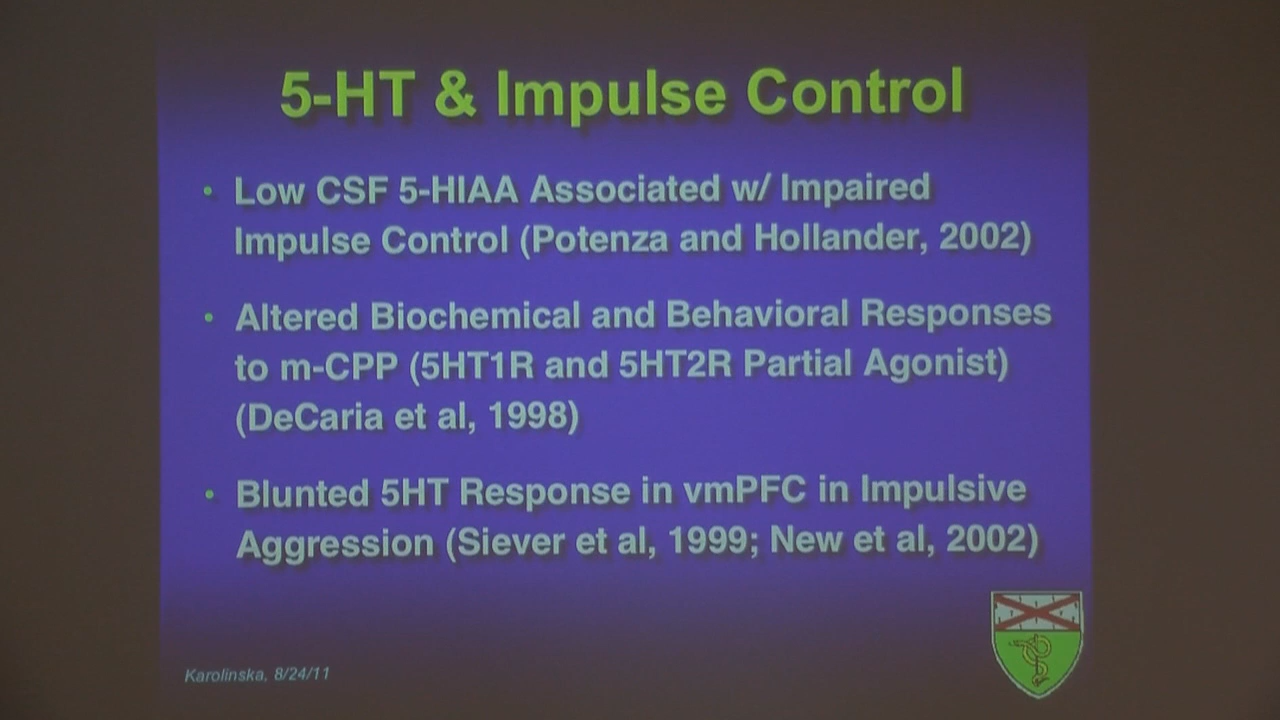 5-HT & Impulse Control
• Low CSF 5-HIAA Associated w/ Impaired
Impulse Control (Potenza and Hollander, 2002)
• Altered Biochemical and Behavioral Responses
to m-CPP (5HT1R and 5HT2R Partial Agonist)
(DeCaria et al, 1998)
• Blunted 5HT Response in vmPFC in Impulsive
Aggression (Siever et al, 1999; New et al, 2002)
Karolinska, 8/24/11